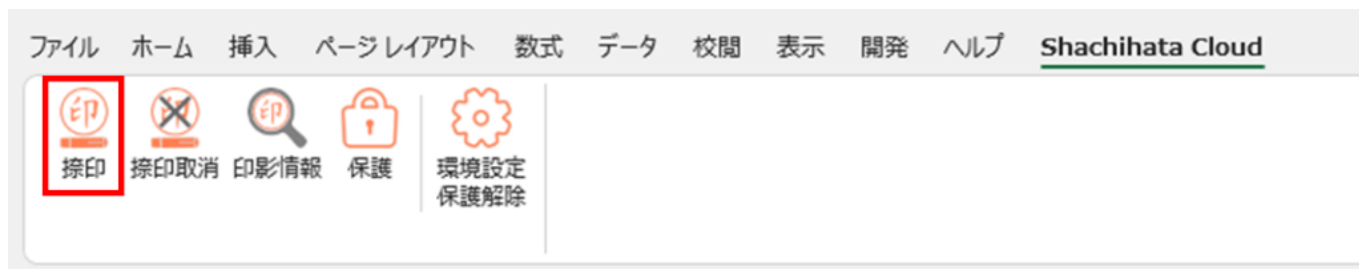 ファイル ホーム 挿入 ページ レイアウト 数式 データ 校閲 表示 開発 ヘルプ Shachihata Cloud
印 印 印
捺印 捺印取消 印影情報 保護 環境設定
保護解除